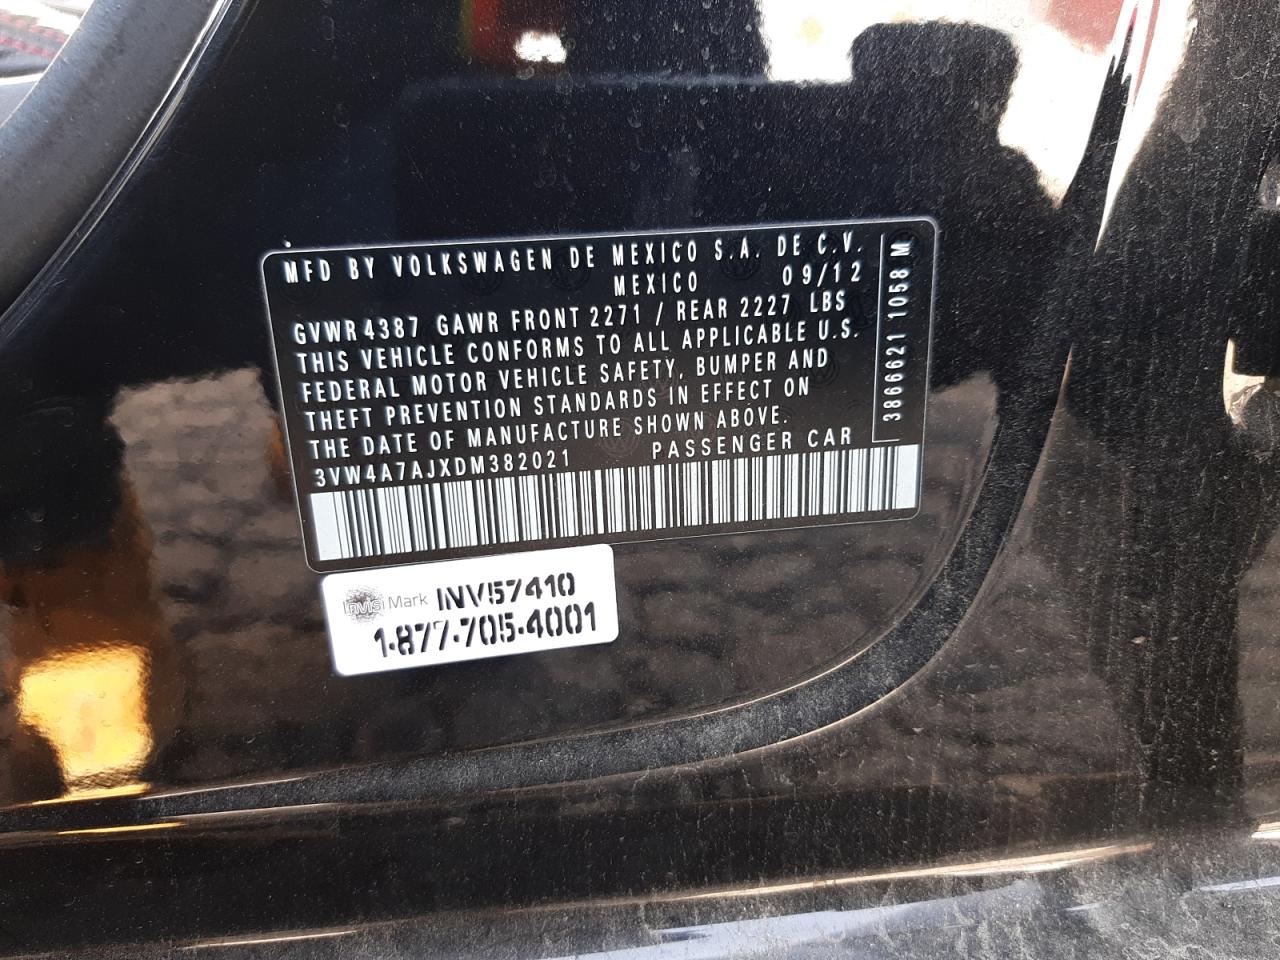 MFD BY VOLKSWAGEN DE MEXICO S.A. DE C.V.
MEXICO 09/12
GVWR 4387 GAWR FRONT 2271 / REAR 2227 LBS
THIS VEHICLE CONFORMS TO ALL APPLICABLE U.S.
FEDERAL MOTOR VEHICLE SAFETY, BUMPER AND
THEFT PREVENTION STANDARDS IN EFFECT ON
THE DATE OF MANUFACTURE SHOWN ABOVE.
3VW4A7AJXDM382021 PASSENGER CAR
3866621 1058 M
InVisiMark INV57410
1-877-705-4001